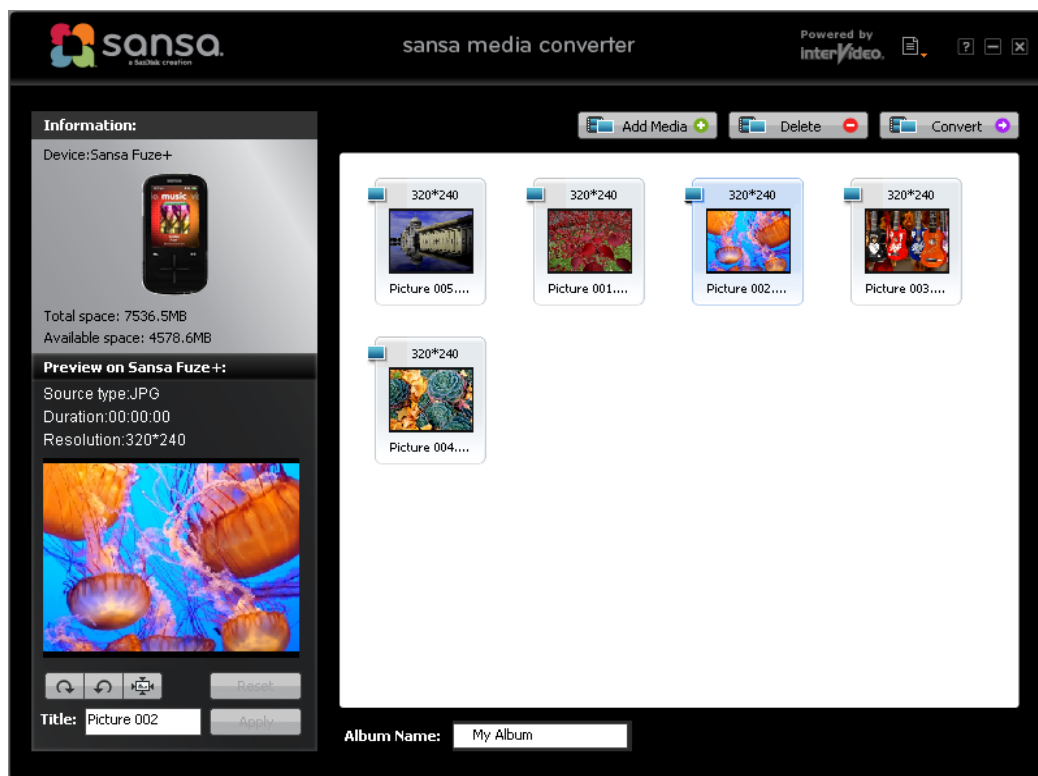 sansa.
a SanDisk creation
sansa media converter
Powered by
InterVideo.
?
Information:
Device:Sansa Fuze+
music
Total space: 7536.5MB
Available space: 4578.6MB
Preview on Sansa Fuze+:
Source type:JPG
Duration:00:00:00
Resolution:320*240
Reset
Title: Picture 002
Apply
Add Media
Delete
Convert
320*240
Picture 005....
320*240
Picture 001....
320*240
Picture 002....
320*240
Picture 003....
320*240
Picture 004....
Album Name: My Album